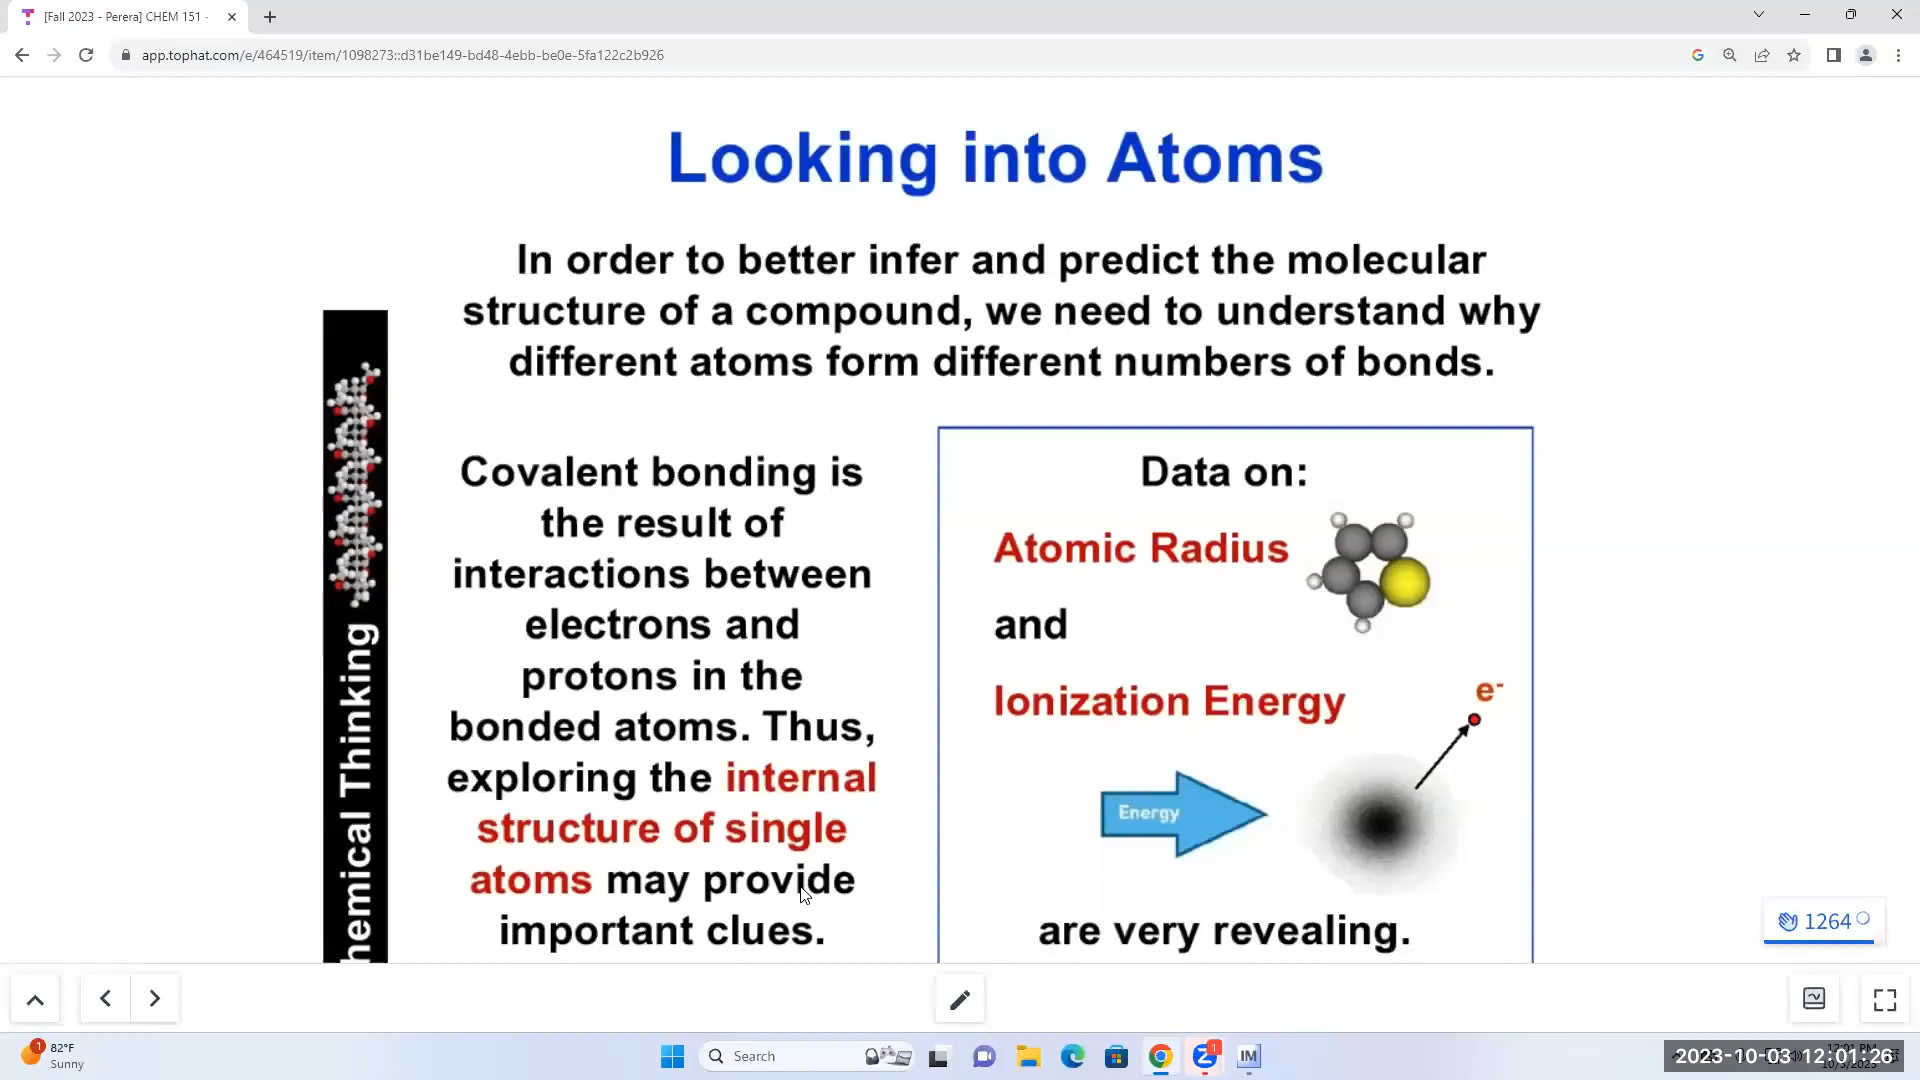 [Fall 2023 - Perera] CHEM 151 -
app.tophat.com/e/464519/item/1098273::d31be149-bd48-4ebb-be0e-5fa122c2b926
Looking into Atoms
In order to better infer and predict the molecular
structure of a compound, we need to understand why
different atoms form different numbers of bonds.
hemical Thinking
Covalent bonding is
the result of
interactions between
electrons and
protons in the
bonded atoms. Thus,
exploring the internal
structure of single
atoms may provide
important clues.
Data on:
Atomic Radius
and
Ionization Energy
e-
Energy
are very revealing.
1264
1
82°F
Sunny
Search
1
IM
2023-10-03 12:01:26